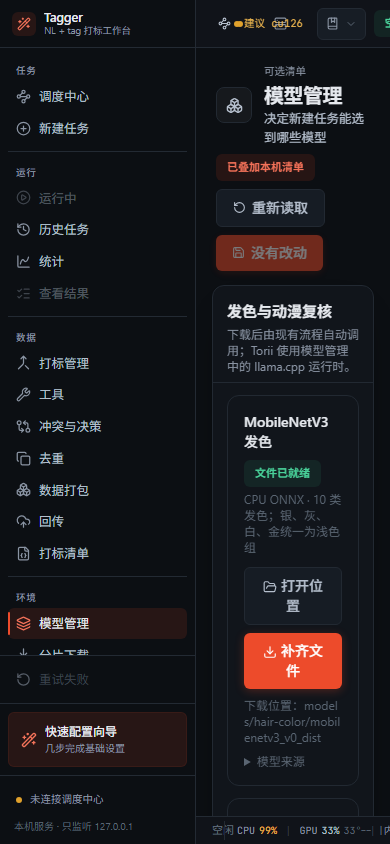 Tagger
NL + tag 打标工作台
任务
调度中心
新建任务
运行
运行中
历史任务
统计
查看结果
数据
打标管理
工具
冲突与决策
去重
数据打包
回传
打标清单
环境
模型管理
分片下载
重试失败
快速配置向导
几步完成基础设置
未连接调度中心
本机服务 · 只监听 127.0.0.1
建议
可选清单
模型管理
决定新建任务能选
到哪些模型
已叠加本机清单
重新读取
没有改动
发色与动漫复核
下载后由现有流程自动调
用；Torii 使用模型管理
中的 llama.cpp 运行时。
MobileNetV3
发色
文件已就绪
CPU ONNX · 10 类
发色；银、灰、
白、金统一为浅色
组
打开位
置
补齐文
件
下载位置：model
s/hair-color/mobil
enetv3_v0_dist
模型来源
空闲 CPU 99% GPU 33% 33°